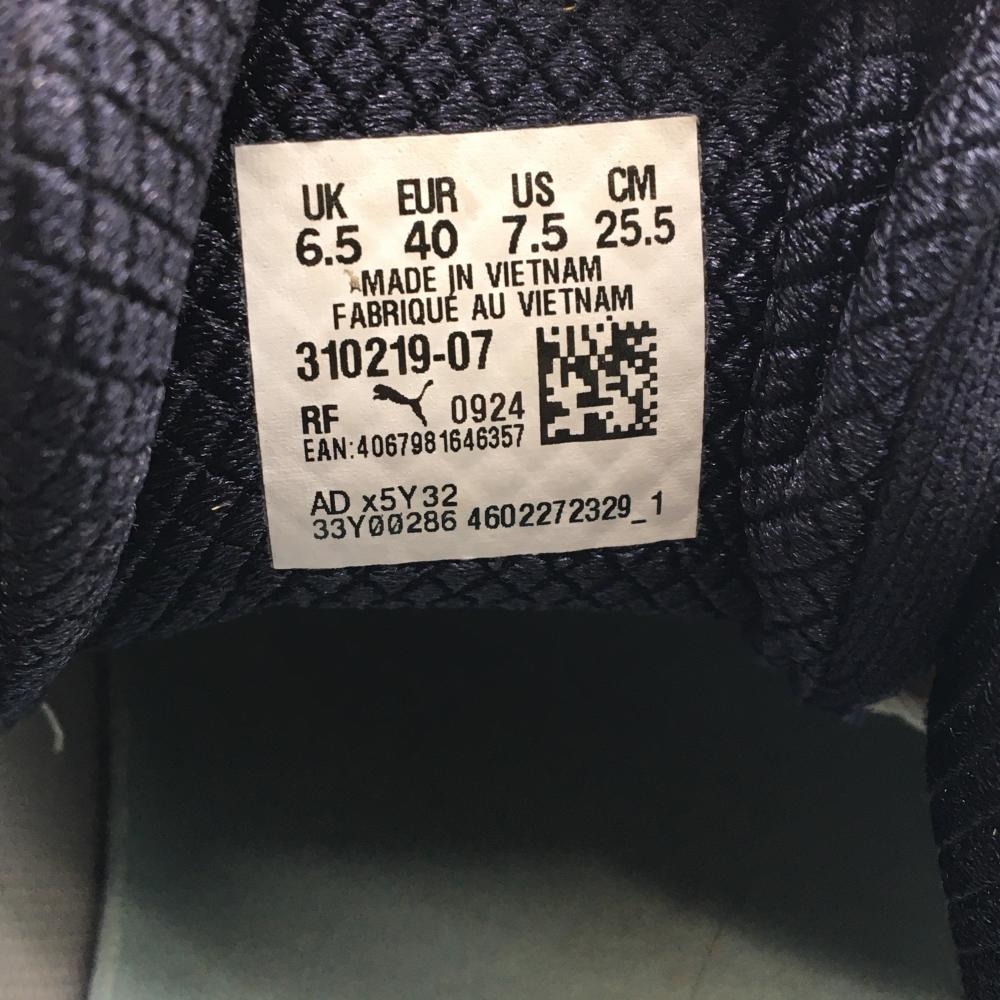 UK EUR US CM
6.5 40 7.5 25.5
MADE IN VIETNAM
FABRIQUÉ AU VIETNAM
310219-07
RF 0924
EAN:4067981646357
AD x5Y32
33Y00286 4602272329_1